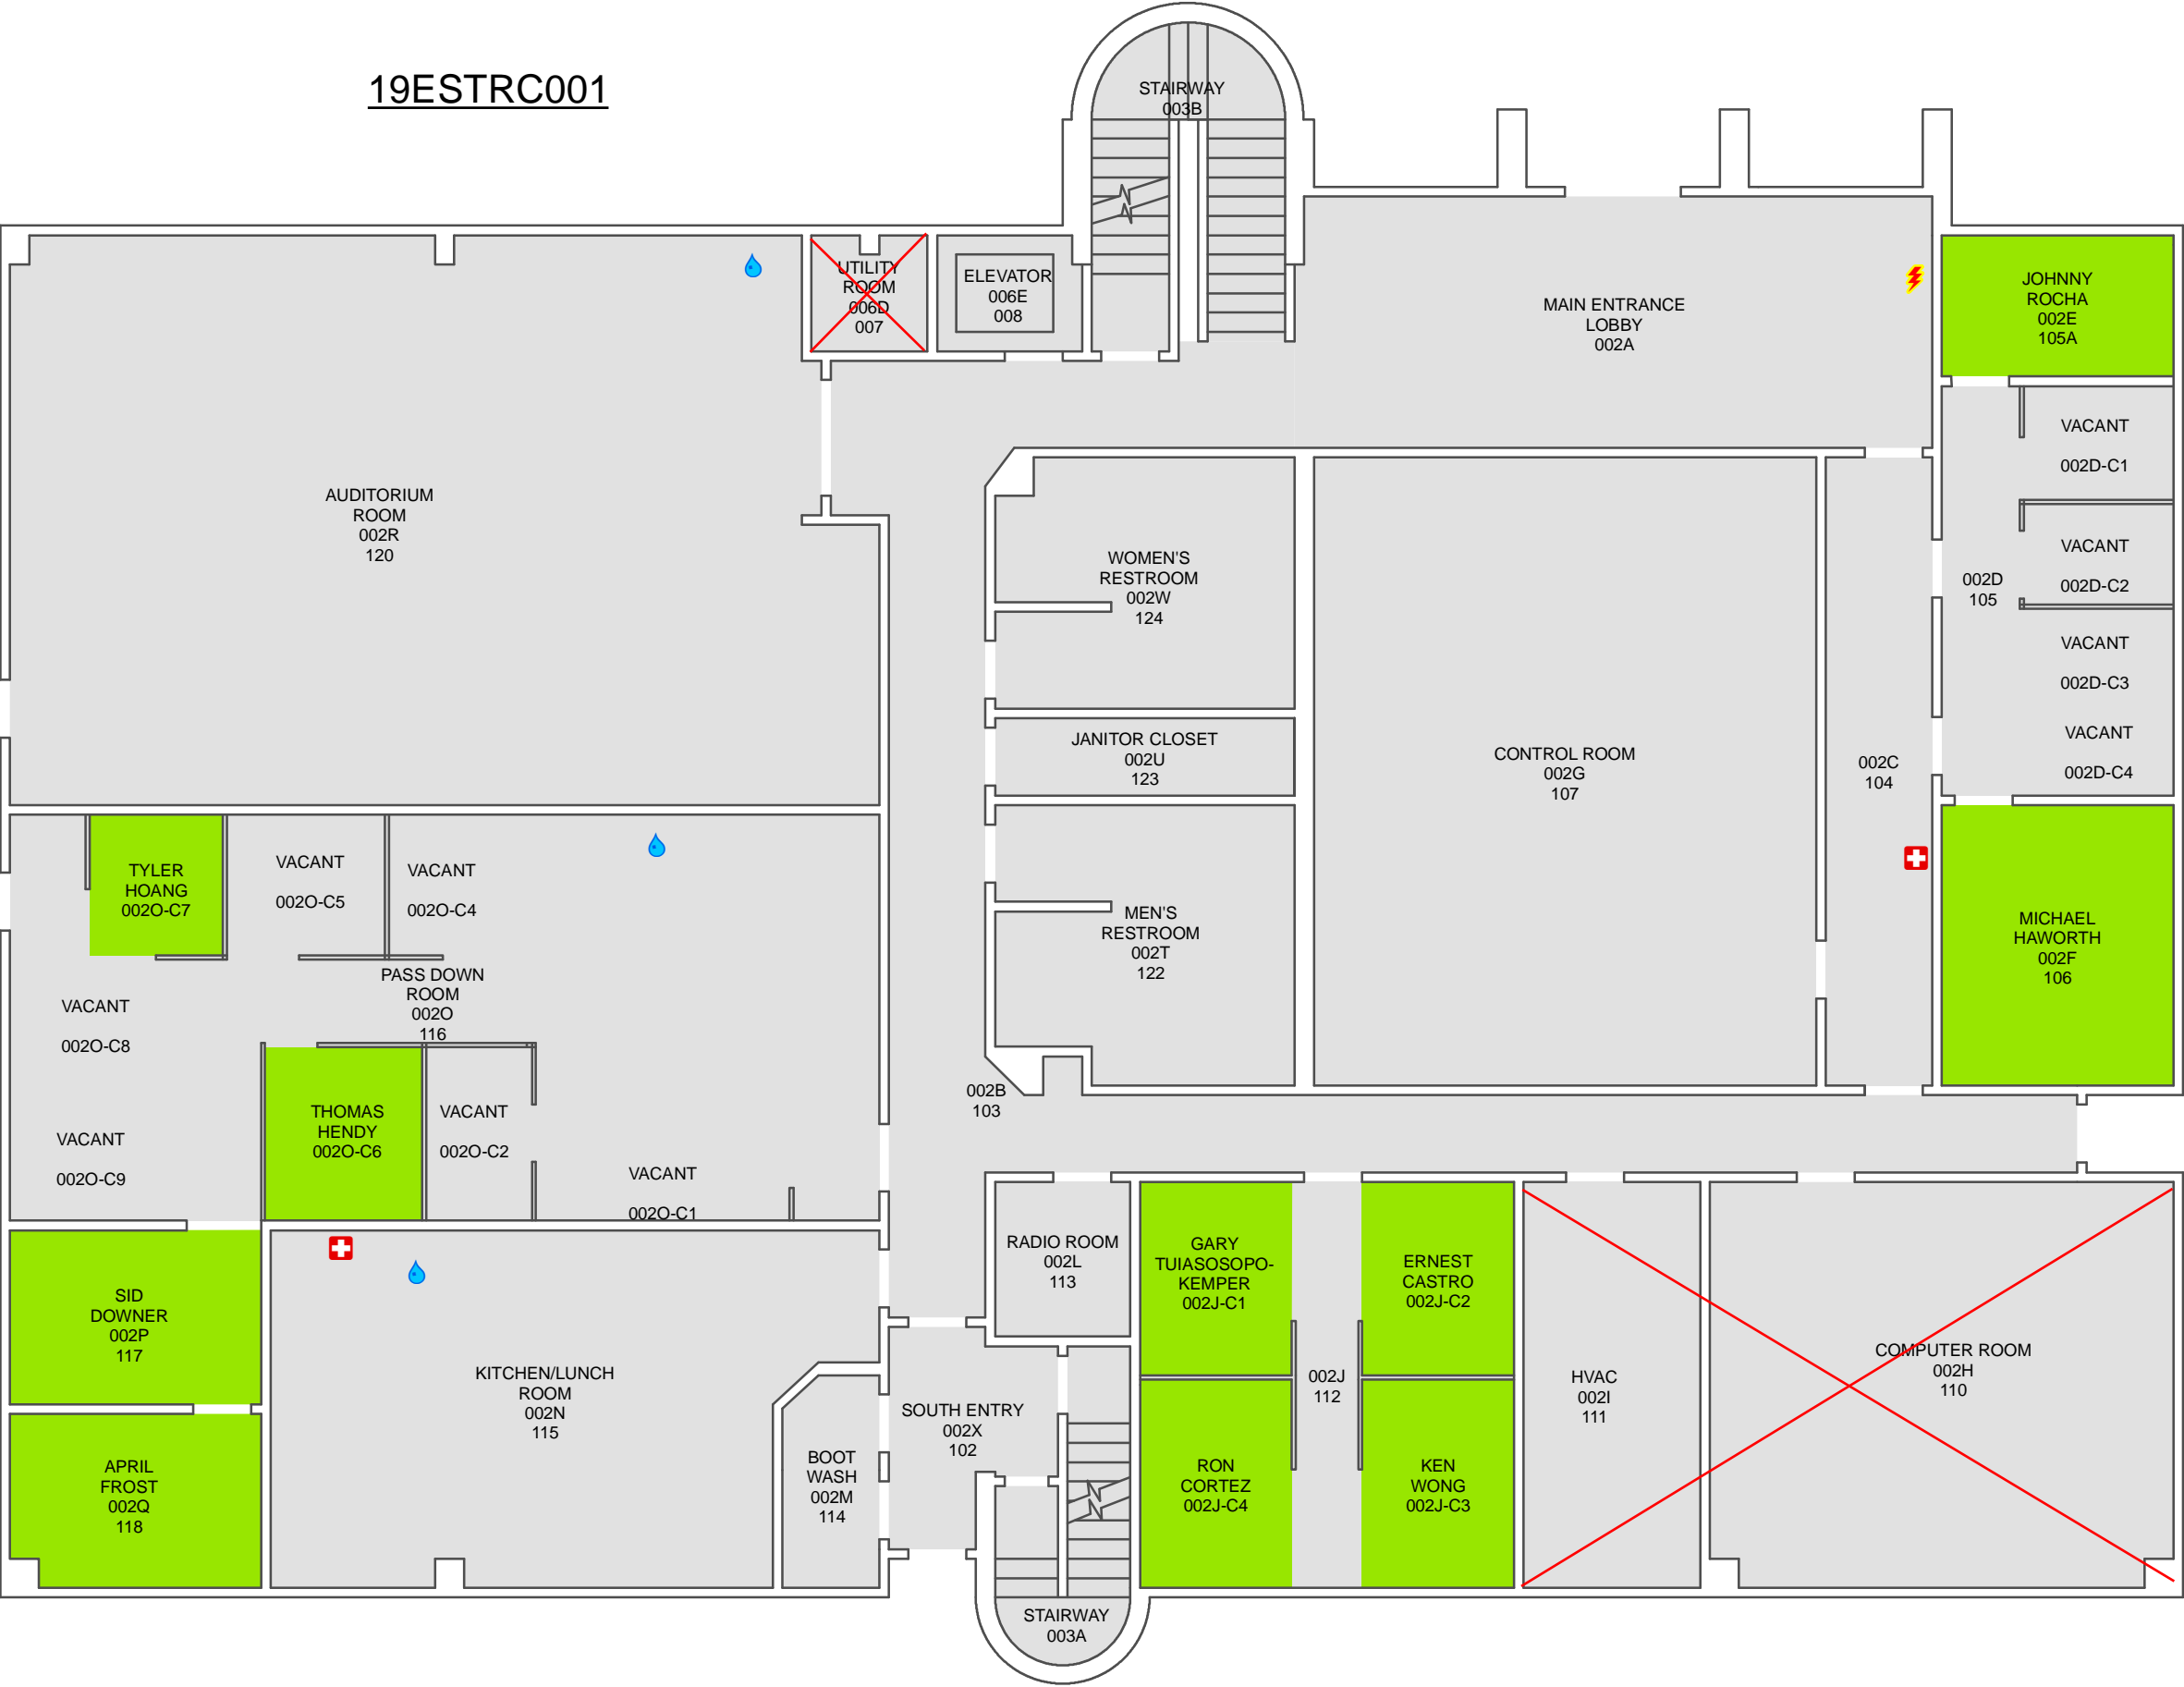 19ESTRC001
STAIRWAY
003B
UTILITY
ROOM
006D
007
ELEVATOR
006E
008
MAIN ENTRANCE
LOBBY
002A
JOHNNY
ROCHA
002E
105A
VACANT
002D-C1
VACANT
002D-C2
002D
105
VACANT
002D-C3
VACANT
002D-C4
AUDITORIUM
ROOM
002R
120
WOMEN'S
RESTROOM
002W
124
JANITOR CLOSET
002U
123
CONTROL ROOM
002G
107
002C
104
TYLER
HOANG
002O-C7
VACANT
002O-C5
VACANT
002O-C4
MEN'S
RESTROOM
002T
122
MICHAEL
HAWORTH
002F
106
PASS DOWN
ROOM
002O
116
VACANT
002O-C8
VACANT
002O-C9
THOMAS
HENDY
002O-C6
VACANT
002O-C2
VACANT
002O-C1
002B
103
SID
DOWNER
002P
117
APRIL
FROST
002Q
118
KITCHEN/LUNCH
ROOM
002N
115
BOOT
WASH
002M
114
SOUTH ENTRY
002X
102
RADIO ROOM
002L
113
GARY
TUIASOSOPO-
KEMPER
002J-C1
ERNEST
CASTRO
002J-C2
002J
112
RON
CORTEZ
002J-C4
KEN
WONG
002J-C3
HVAC
002I
111
COMPUTER ROOM
002H
110
STAIRWAY
003A